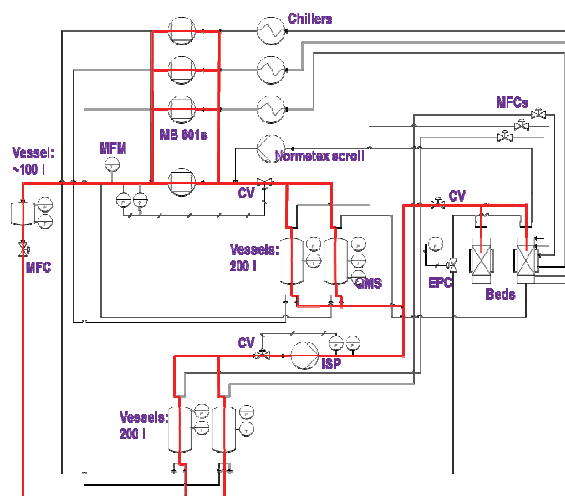 Chillers
MFCs
MB 601s
Vessel:
~100 l
MFM
Normetex scroll
CV
CV
Vessels:
200 l
MFC
QMS
EPC
Beds
CV
ISP
Vessels:
200 l